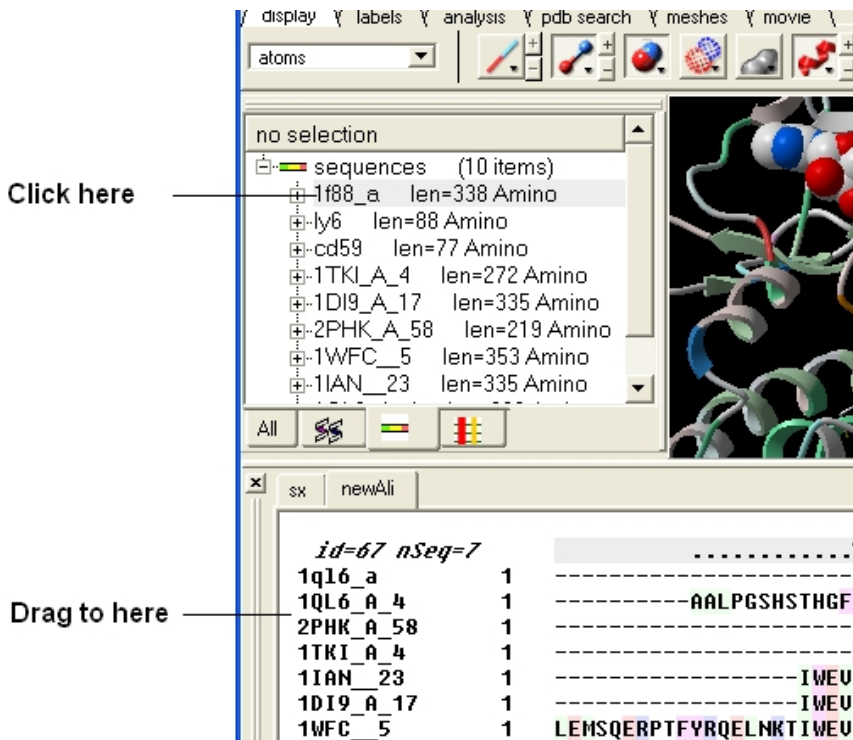 display labels analysis pdb search meshes movie
atoms
no selection
sequences (10 items)
Click here
1f88_a len=338 Amino
ly6 len=88 Amino
cd59 len=77 Amino
1TKI_A_4 len=272 Amino
1DI9_A_17 len=335 Amino
2PHK_A_58 len=219 Amino
1WFC__5 len=353 Amino
1IAN__23 len=335 Amino
All
sx newAli
id=67 nSeq=7 ............
1ql6_a 1 ----------------------
1QL6_A_4 1 ----------AALPGSHSTHGF
Drag to here
2PHK_A_58 1 ----------------------
1TKI_A_4 1 ----------------------
1IAN__23 1 ------------------IWEV
1DI9_A_17 1 ------------------IWEV
1WFC__5 1 LEMSQERPTFYRQELNKTIWEV